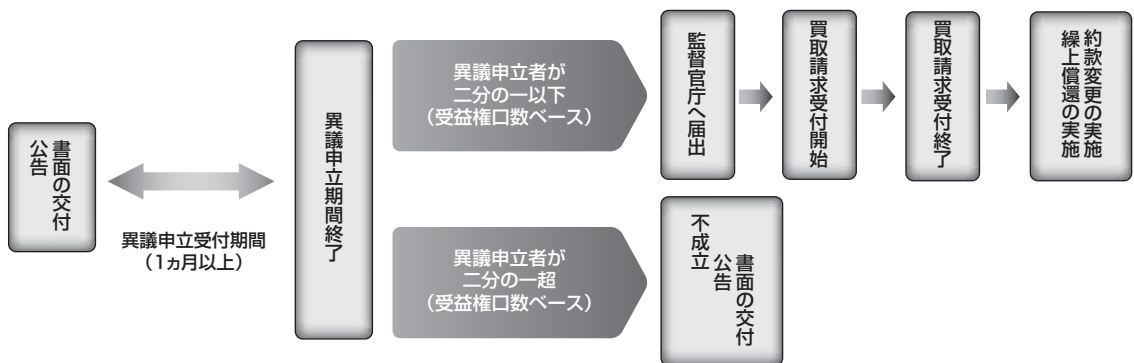 書面の交付
公告
異議申立受付期間
（1ヵ月以上）
異議申立期間終了
異議申立者が
二分の一以下
（受益権口数ベース）
監督官庁へ届出
買取請求受付開始
買取請求受付終了
約款変更の実施
繰上償還の実施
異議申立者が
二分の一超
（受益権口数ベース）
書面の交付
公告
不成立